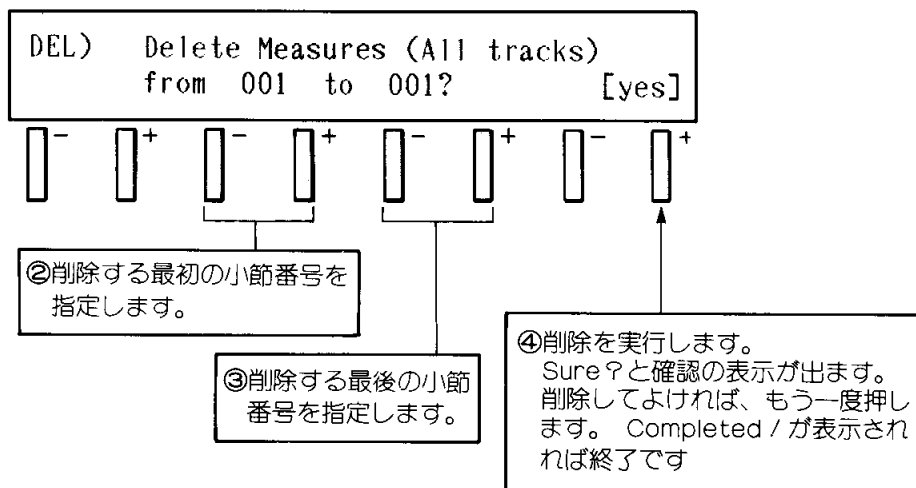 DEL) Delete Measures (All tracks)
from 001 to 001? [yes]
- + - + - + - +
②削除する最初の小節番号を
指定します。
③削除する最後の小節
番号を指定します。
④削除を実行します。
Sure?と確認の表示が出ます。
削除してよければ、もう一度押し
ます。 Completed/が表示され
れば終了です